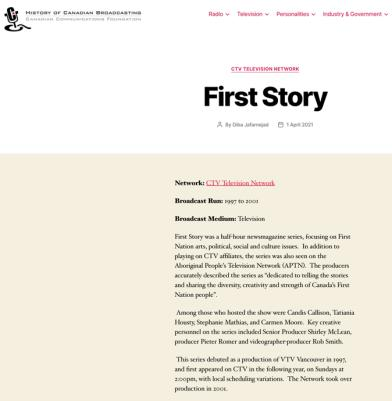 HISTORY OF CANADIAN BROADCASTING
CANADIAN COMMUNICATIONS FOUNDATION
Radio Television Personalities Industry & Government
CTV TELEVISION NETWORK
First Story
By Diba Jafarnejad 1 April 2021
Network: CTV Television Network
Broadcast Run: 1997 to 2001
Broadcast Medium: Television
First Story was a half-hour newsmagazine series, focusing on First
Nation arts, political, social and culture issues. In addition to
playing on CTV affiliates, the series was also seen on the
Aboriginal People's Television Network (APTN). The producers
accurately described the series as “dedicated to telling the stories
and sharing the diversity, creativity and strength of Canada's First
Nation people”.
Among those who hosted the show were Candis Callison, Tatiania
Housty, Stephanie Mathias, and Carmen Moore. Key creative
personnel on the series included Senior Producer Shirley McLean,
producer Pieter Romer and videographer-producer Rob Smith.
This series debuted as a production of VTV Vancouver in 1997,
and first appeared on CTV in the following year, on Sundays at
2:00pm, with local scheduling variations. The Network took over
production in 2001.